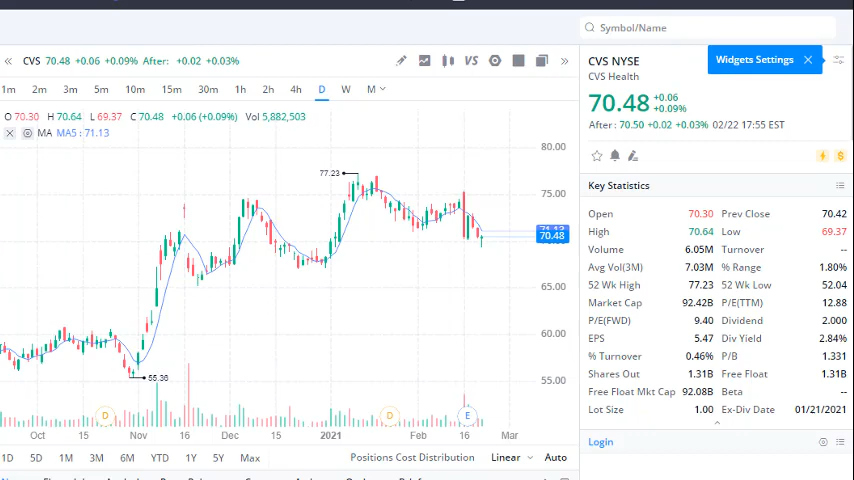 Symbol/Name
CVS 70.48 +0.06 +0.09% After: +0.02 +0.03%
VS
CVS NYSE
Widgets Settings
CVS Health
1m 2m 3m 5m 10m 15m 30m 1h 2h 4h D W M
70.48 +0.06 +0.09%
O 70.30 H 70.64 L 69.37 C 70.48 +0.06 (+0.09%) Vol 5,882,503
After : 70.50 +0.02 +0.03% 02/22 17:55 EST
MA MA5 : 71.13
80.00
77.23
Key Statistics
75.00
Open 70.30 Prev Close 70.42
High 70.64 Low 69.37
71.13
70.48
Volume 6.05M Turnover --
Avg Vol(3M) 7.03M % Range 1.80%
65.00
52 Wk High 77.23 52 Wk Low 52.04
Market Cap 92.42B P/E(TTM) 12.88
P/E(FWD) 9.40 Dividend 2.000
60.00
EPS 5.47 Div Yield 2.84%
% Turnover 0.46% P/B 1.331
55.36
55.00
Shares Out 1.31B Free Float 1.31B
Free Float Mkt Cap 92.08B Beta --
Lot Size 1.00 Ex-Div Date 01/21/2021
D D E
Oct 15 Nov 16 Dec 15 2021 15 Feb 16 Mar
Login
1D 5D 1M 3M 6M YTD 1Y 5Y Max Positions Cost Distribution Linear Auto